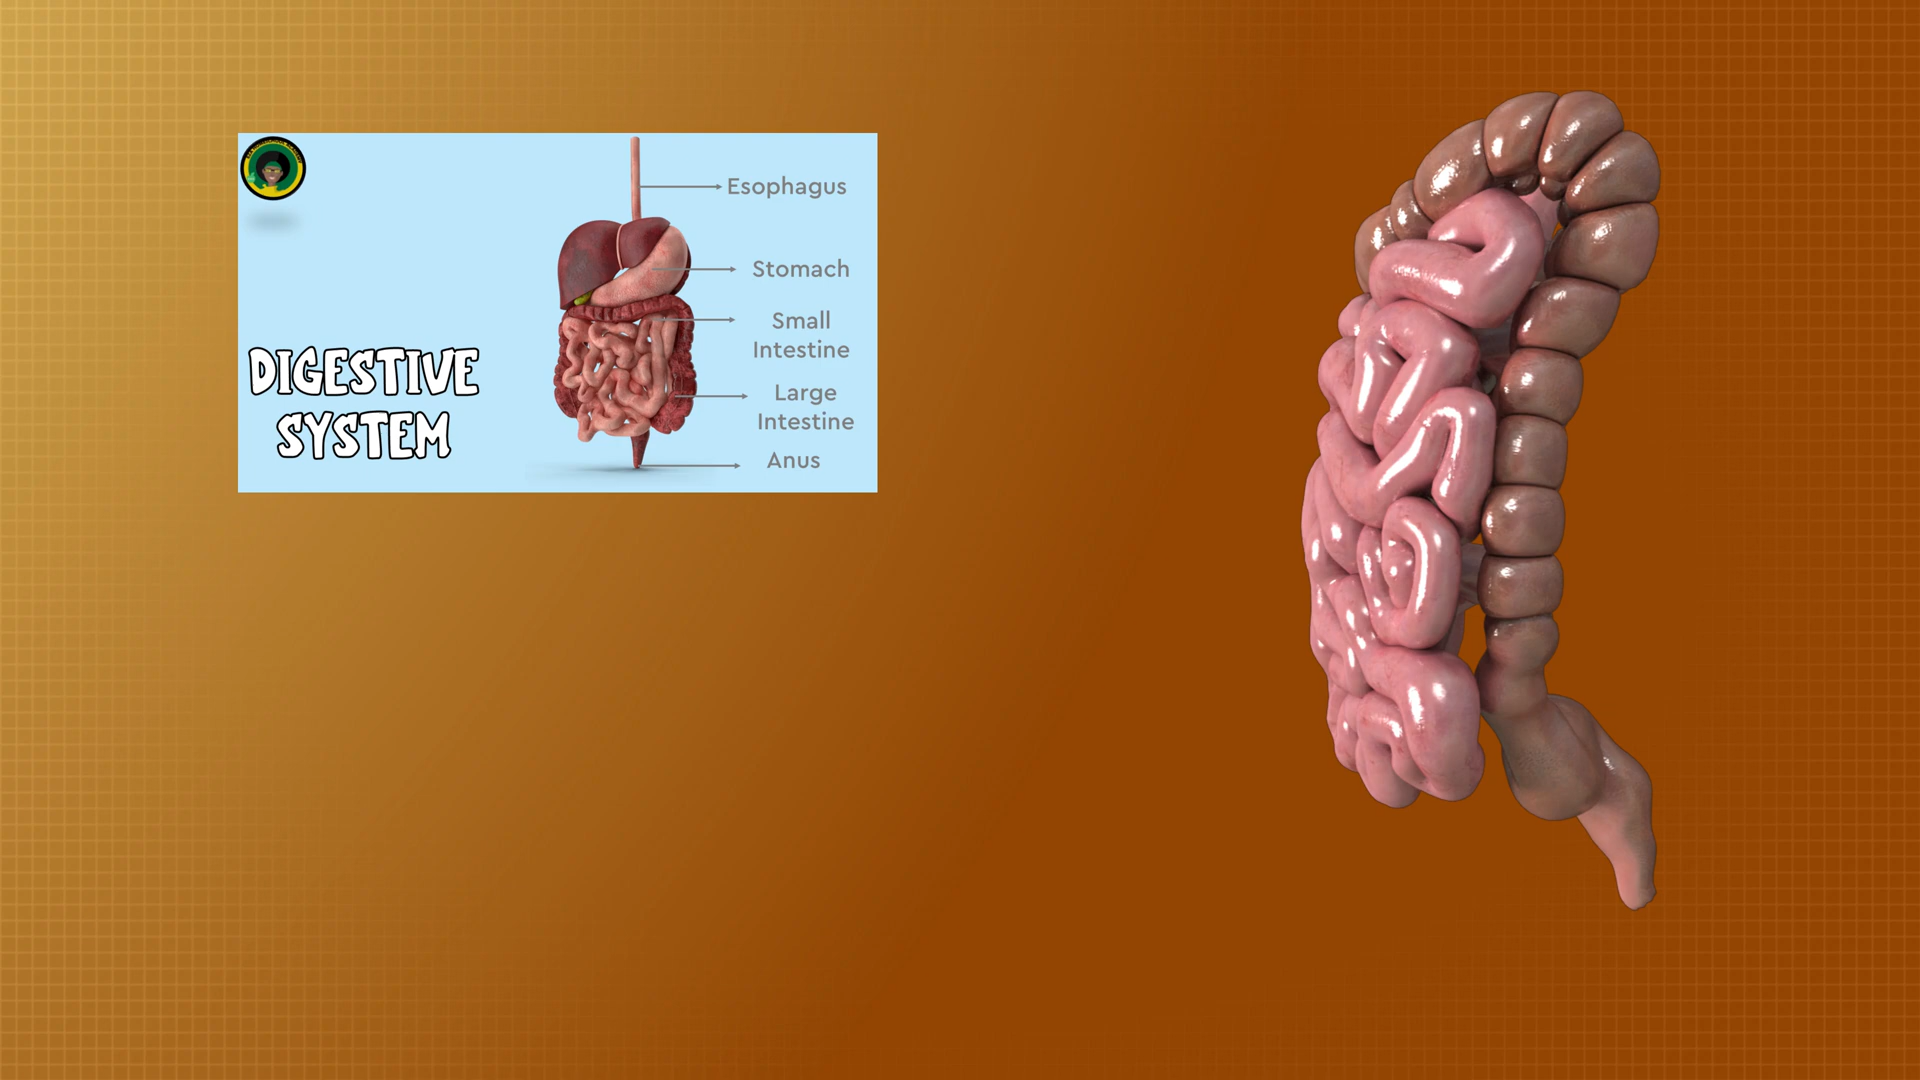 DIGESTIVE
SYSTEM
Esophagus
Stomach
Small
Intestine
Large
Intestine
Anus